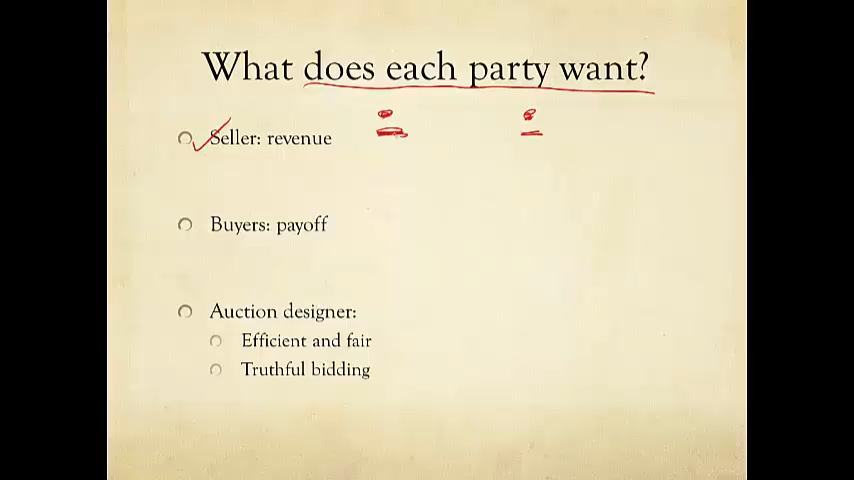 What does each party want?
Seller: revenue
Buyers: payoff
Auction designer:
Efficient and fair
Truthful bidding